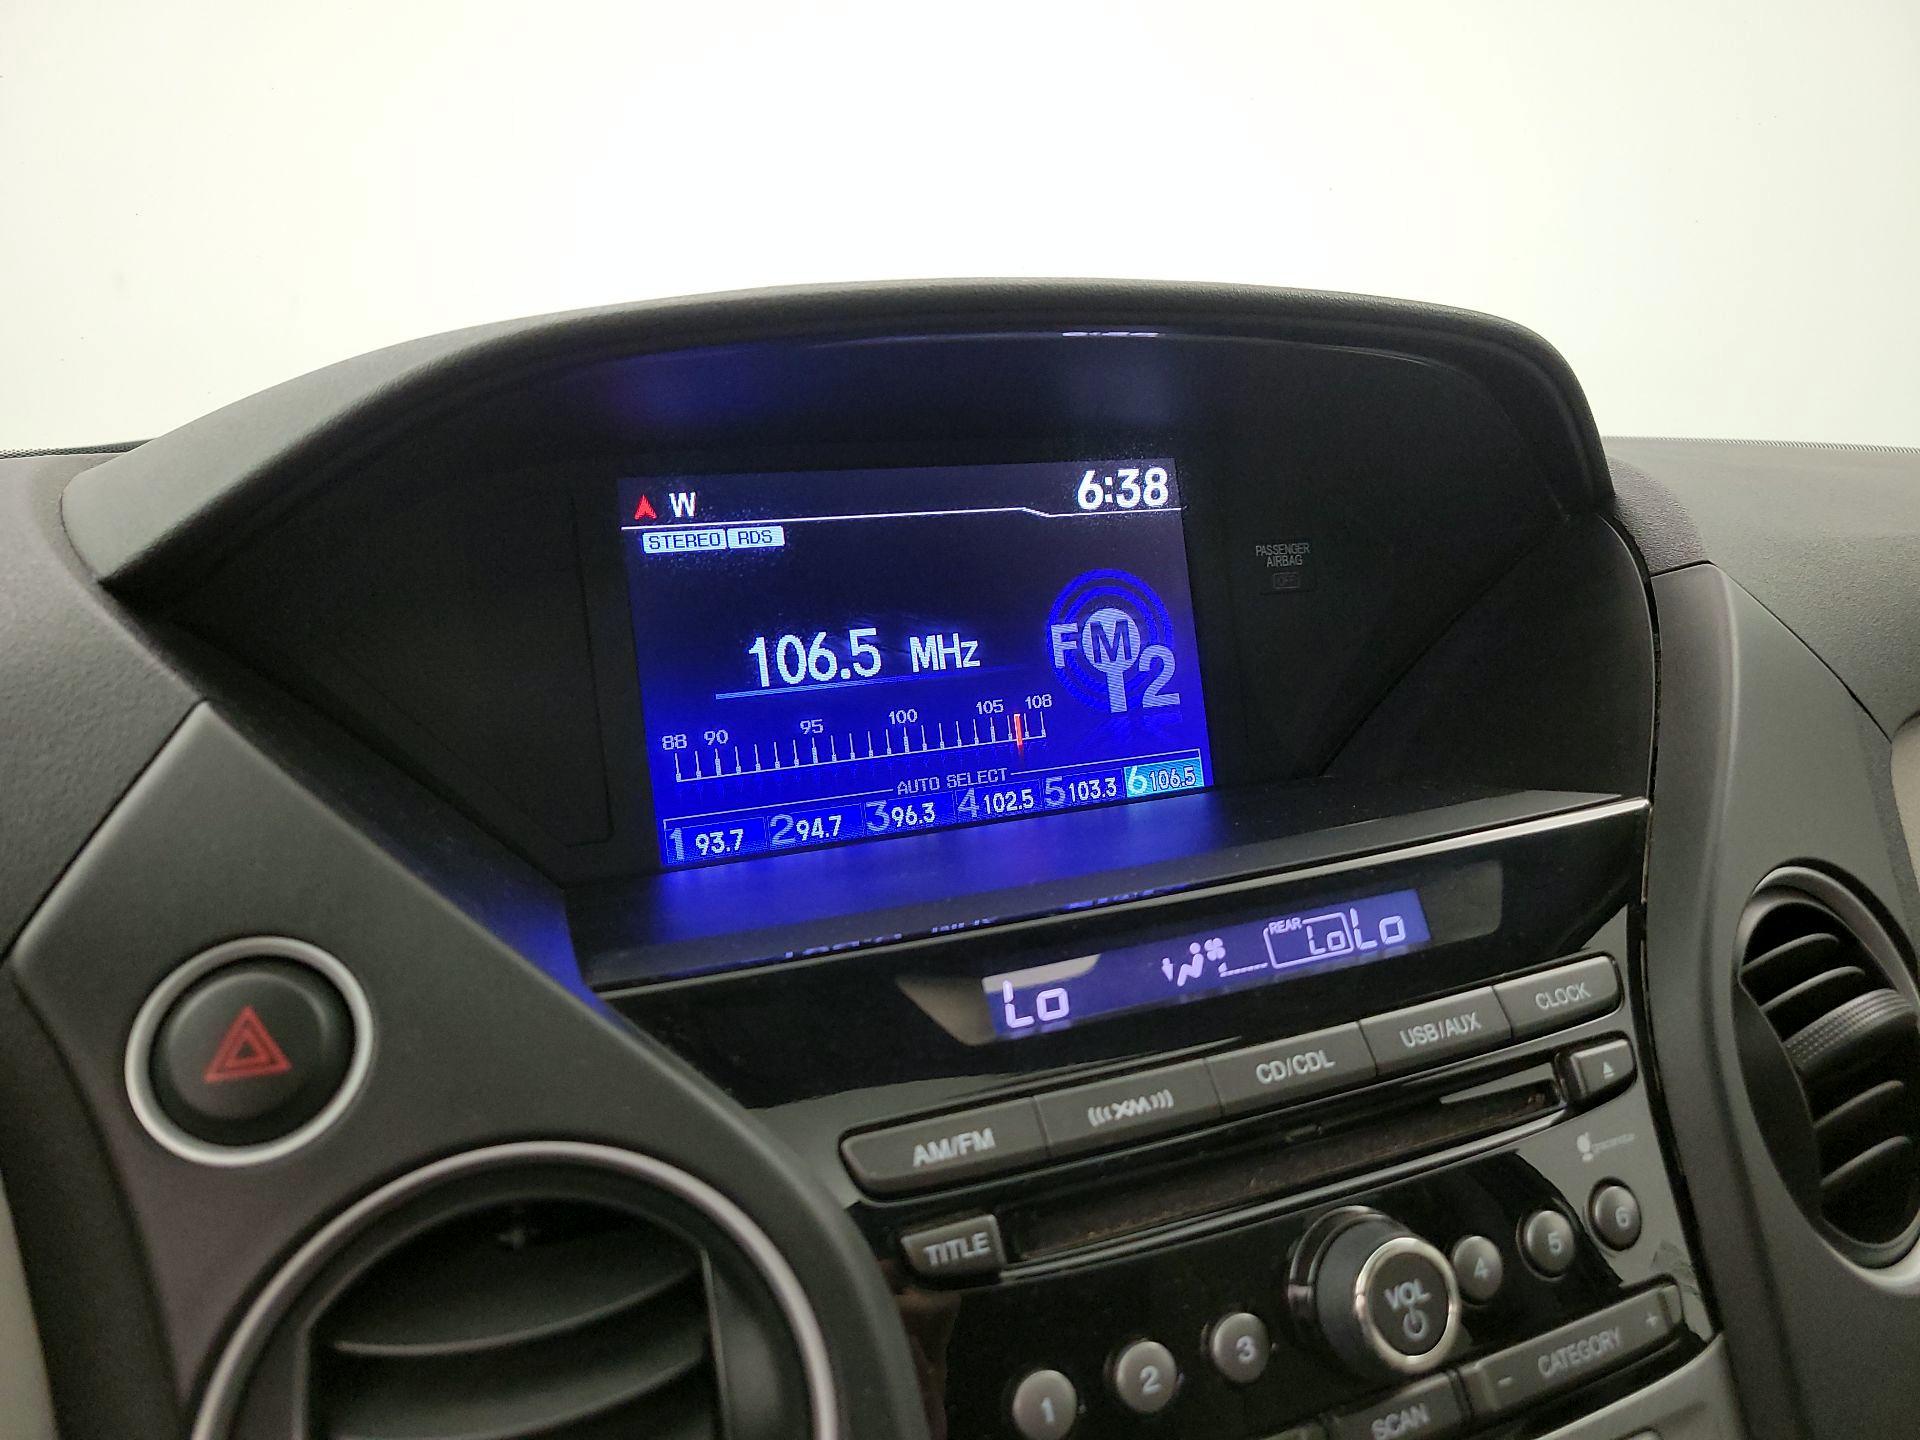 W 6:38
STEREO RDS
PASSENGER
AIRBAG
OFF
106.5 MHz
FM 2
88 90 95 100 105 108
AUTO SELECT
1 93.7 2 94.7 3 96.3 4 102.5 5 103.3 6 106.5
Lo REAR Lo Lo
AM/FM (((XM))) CD/CDL USB/AUX CLOCK
TITLE
VOL
1 2 3 4 5 6
SCAN - CATEGORY +